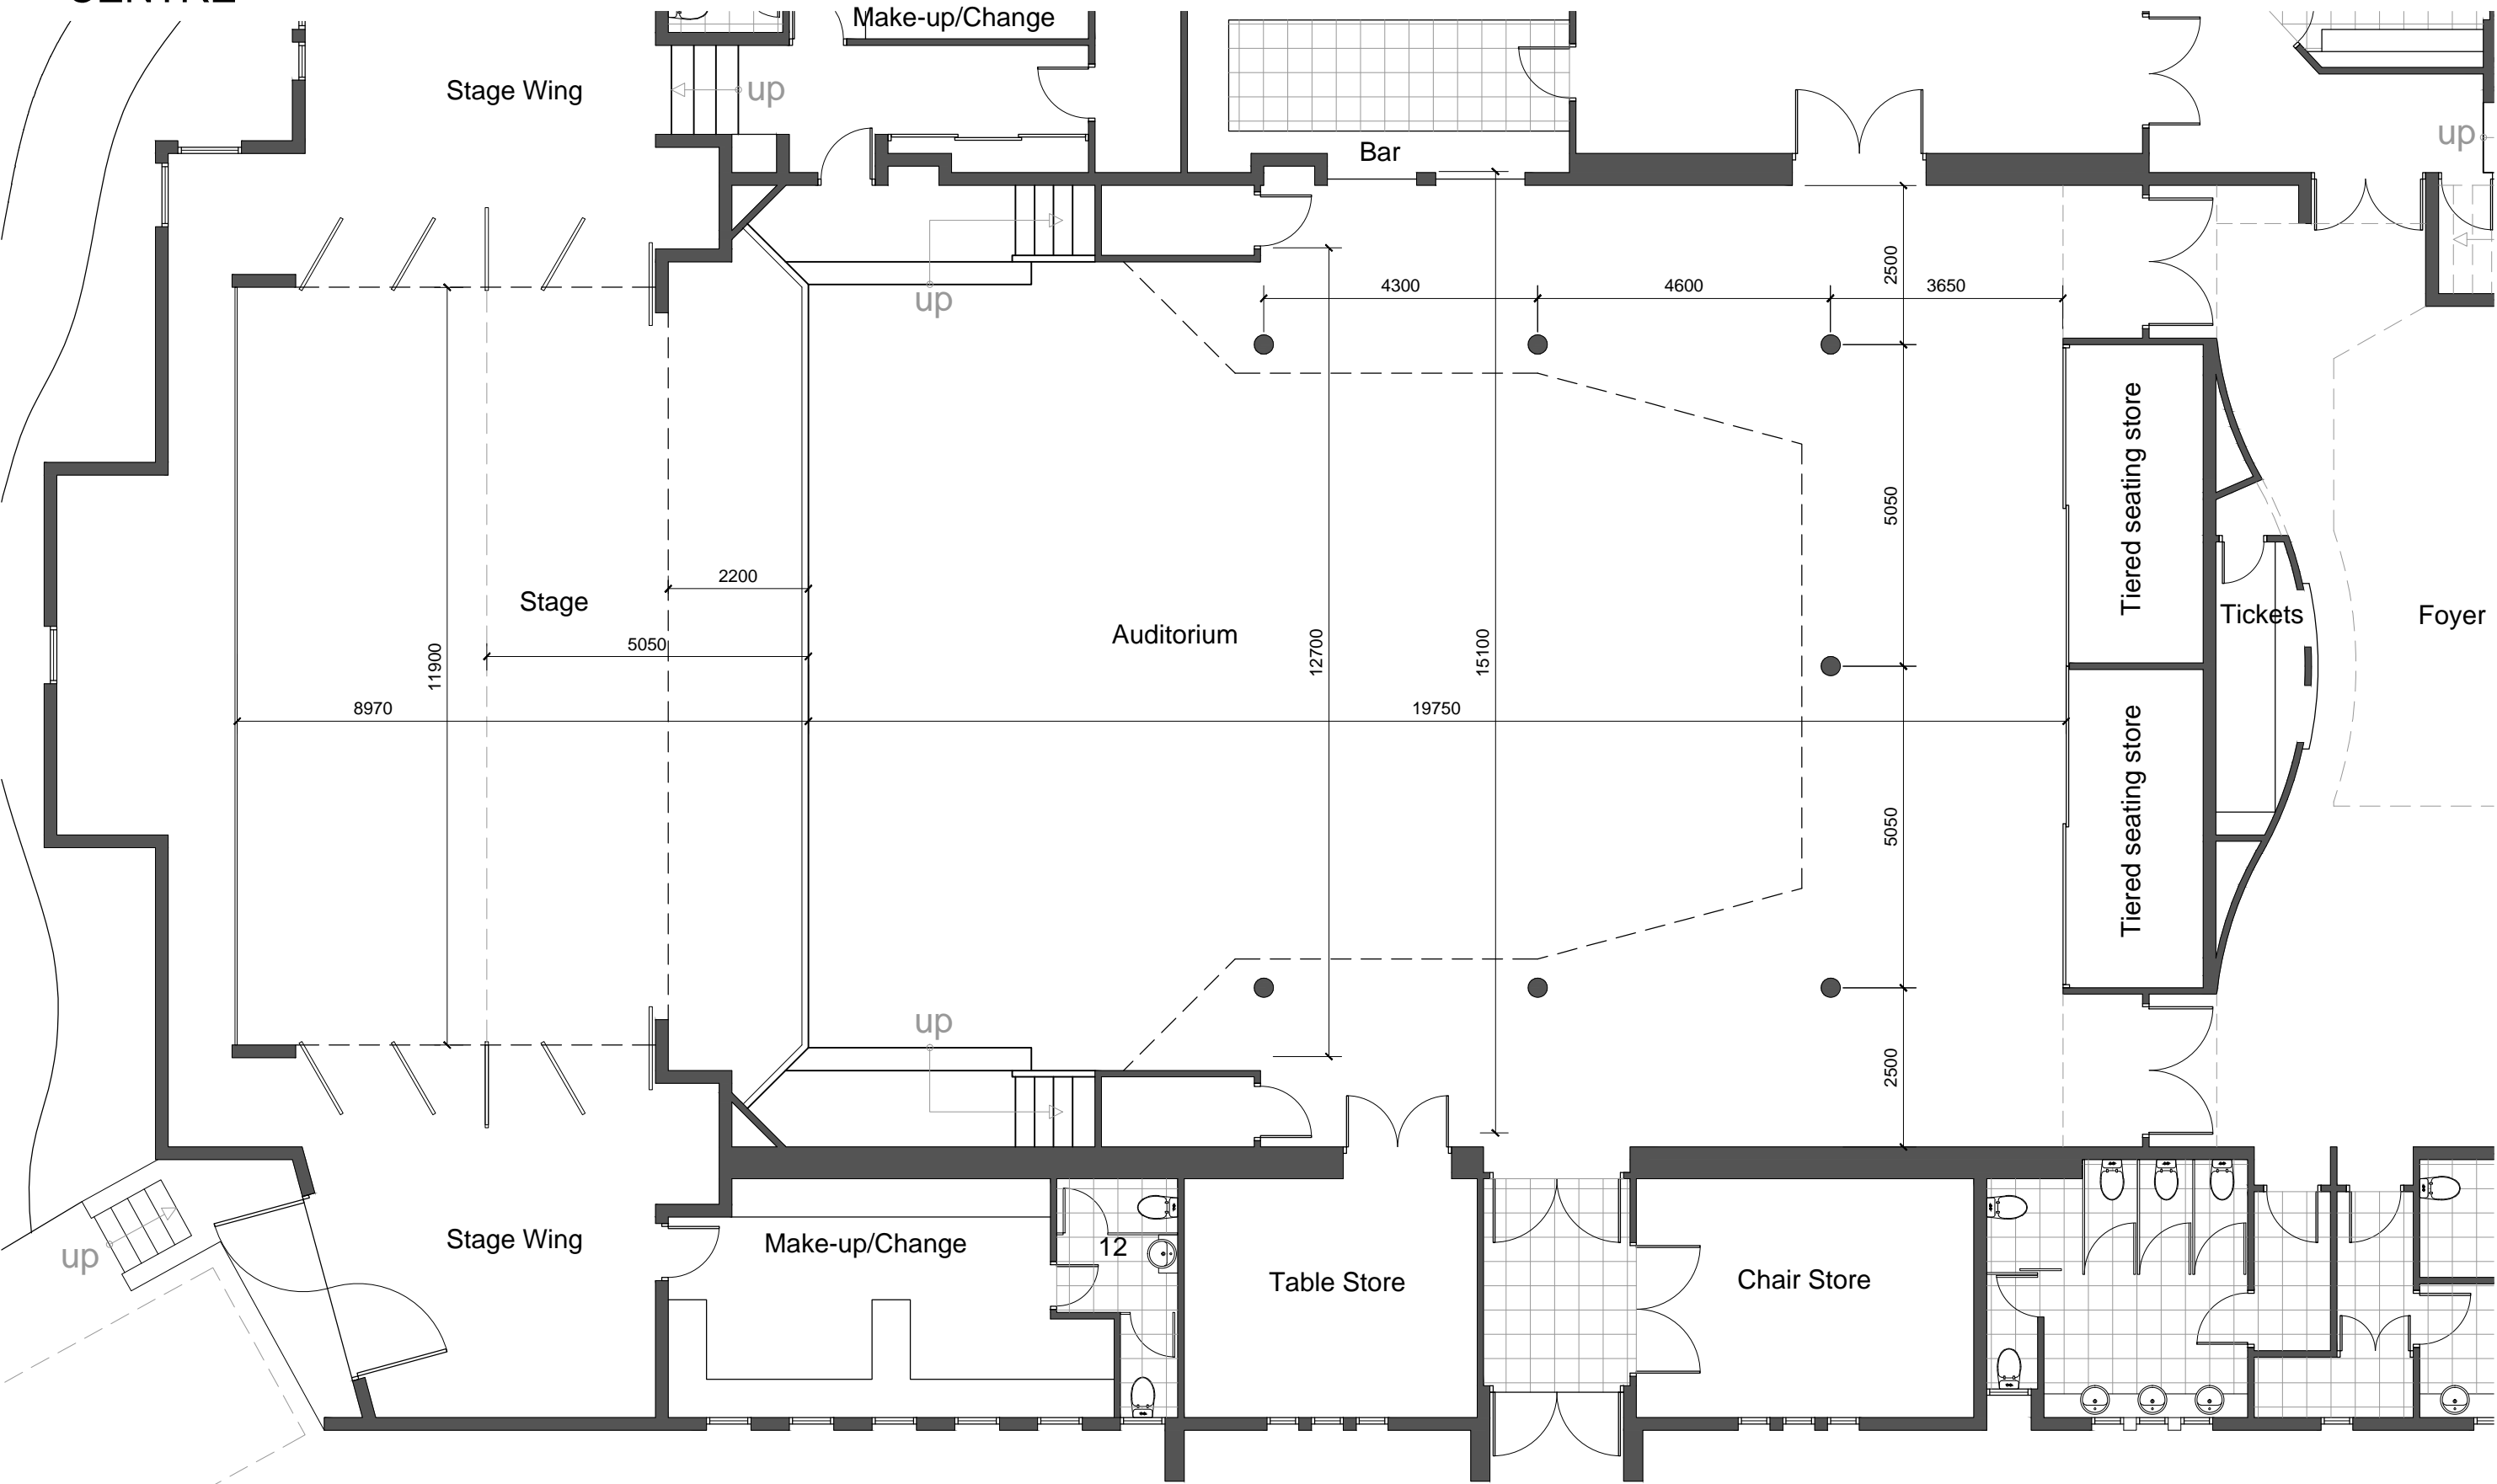 Make-up/Change
Stage Wing
up
up
Bar
up
4300
4600
3650
2500
Tiered seating store
5050
2200
Stage
Tickets
Foyer
Auditorium
5050
11900
12700
15100
8970
19750
Tiered seating store
5050
up
2500
Stage Wing
Make-up/Change
12
up
Table Store
Chair Store